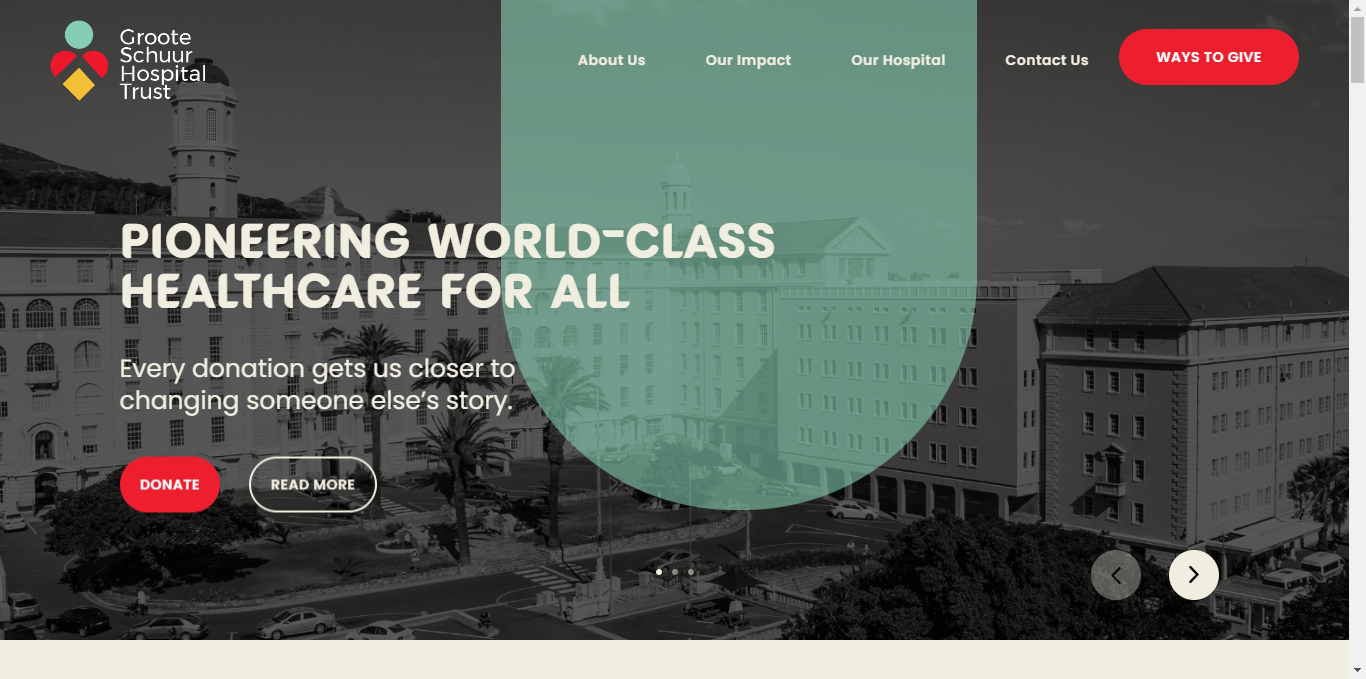 Groote
Schuur
Hospital
Trust
About Us
Our Impact
Our Hospital
Contact Us
WAYS TO GIVE
PIONEERING WORLD-CLASS
HEALTHCARE FOR ALL
Every donation gets us closer to
changing someone else's story.
DONATE
READ MORE